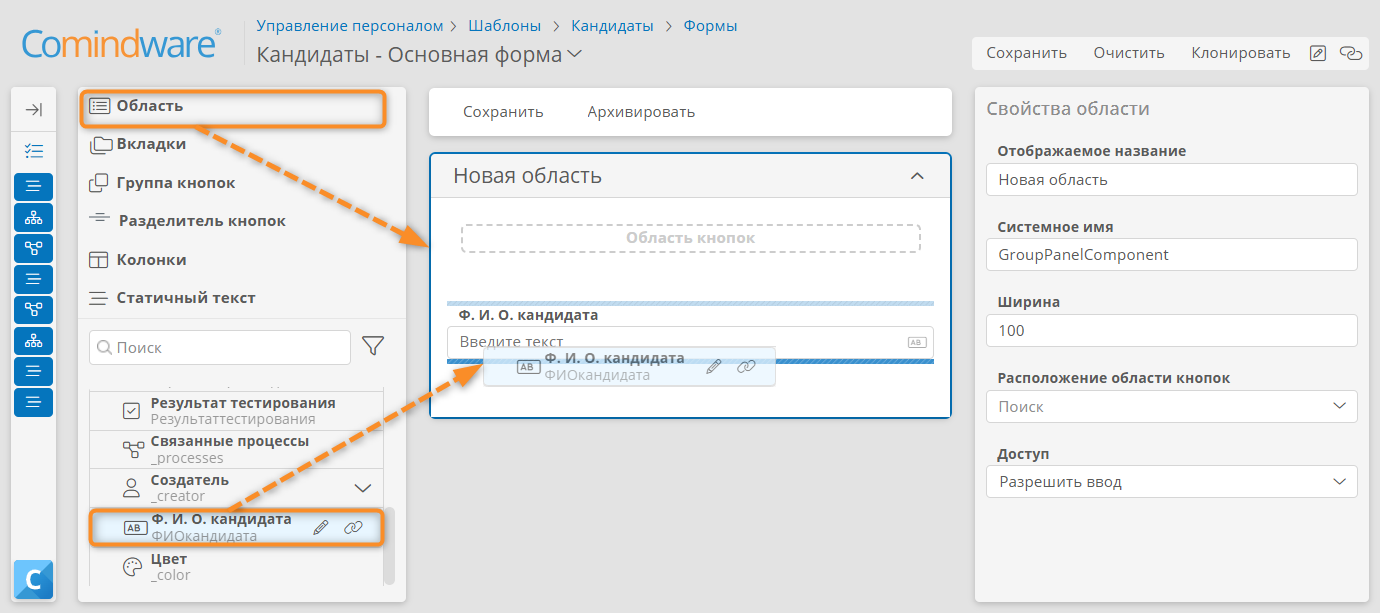 Comindware®
Управление персоналом > Шаблоны > Кандидаты > Формы
Кандидаты - Основная форма
Сохранить Очистить Клонировать
Область
Вкладки
Группа кнопок
Разделитель кнопок
Колонки
Статичный текст
Поиск
Результат тестирования
Результаттестирования
Связанные процессы
_processes
Создатель
_creator
AB Ф. И. О. кандидата
ФИОкандидата
Цвет
_color
C
Сохранить Архивировать
Новая область
Область кнопок
Ф. И. О. кандидата
Введите текст AB
AB Ф. И. О. кандидата
ФИОкандидата
Свойства области
Отображаемое название
Новая область
Системное имя
GroupPanelComponent
Ширина
100
Расположение области кнопок
Поиск
Доступ
Разрешить ввод